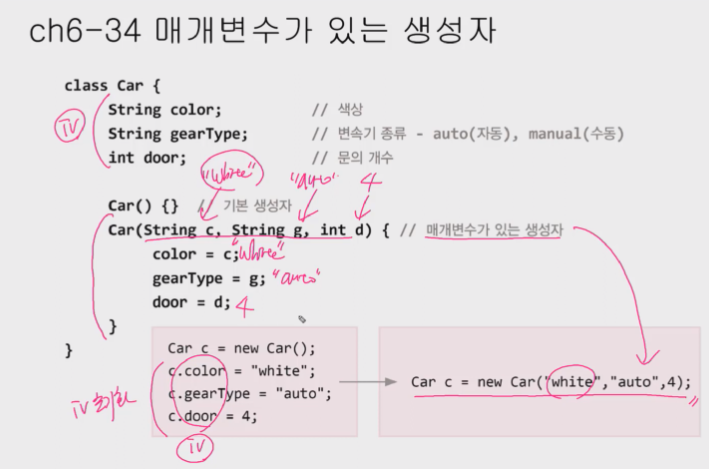 ch6-34 매개변수가 있는 생성자
class Car {
String color; // 색상
String gearType; // 변속기 종류 - auto(자동), manual(수동)
int door; // 문의 개수
iv
"white" "auto" 4
Car() {} // 기본 생성자
Car(String c, String g, int d) { // 매개변수가 있는 생성자
color = c; "white"
gearType = g; "auto"
door = d; 4
}
}
Car c = new Car();
c.color = "white";
c.gearType = "auto";
c.door = 4;
iv
Car c = new Car("white","auto",4);